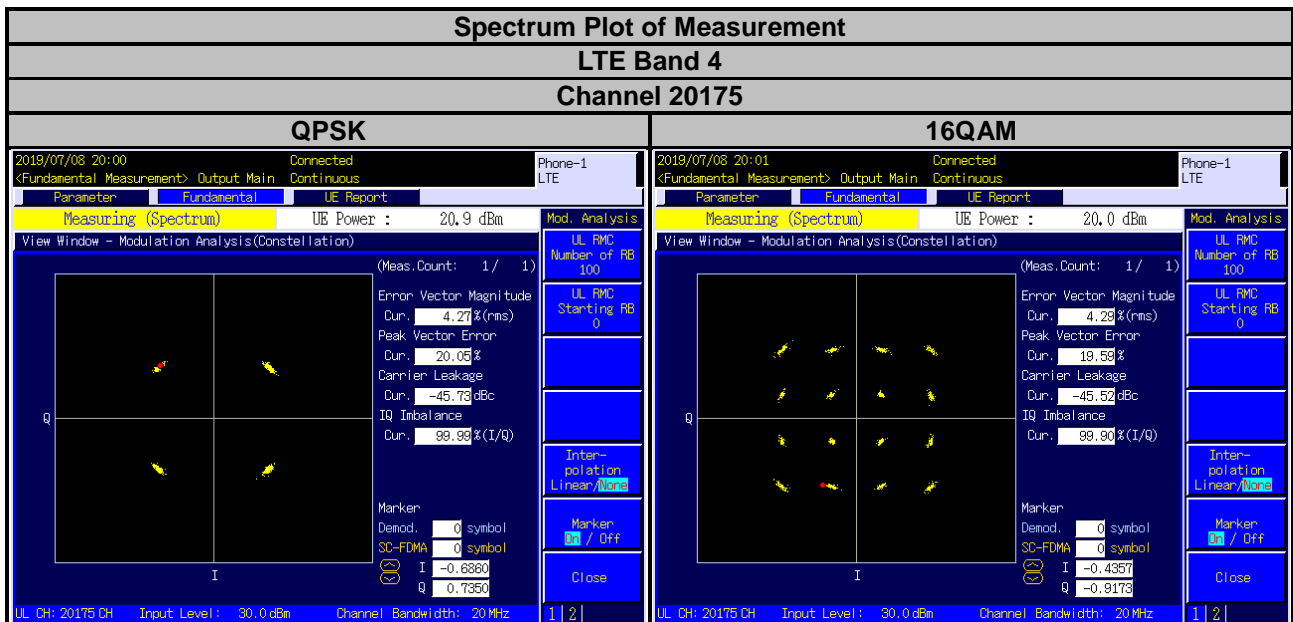 Spectrum Plot of Measurement
LTE Band 4
Channel 20175
QPSK
2019/07/08 20:00 Connected
<Fundamental Measurement> Output Main Continuous
Phone-1
LTE
Parameter Fundamental UE Report
Measuring (Spectrum) UE Power : 20.9 dBm
Mod. Analysis
View Window - Modulation Analysis(Constellation)
(Meas.Count: 1/ 1)
Error Vector Magnitude
Cur. 4.27 %(rms)
Peak Vector Error
Cur. 20.05 %
Carrier Leakage
Cur. -45.73 dBc
IQ Imbalance
Cur. 99.99 %(I/Q)
Marker
Demod. 0 symbol
SC-FDMA 0 symbol
I -0.6860
Q 0.7350
Q
I
UL RMC
Number of RB
100
UL RMC
Starting RB
0
Inter-
polation
Linear/None
Marker
On / Off
Close
UL CH: 20175 CH Input Level: 30.0 dBm Channel Bandwidth: 20 MHz
1 2
16QAM
2019/07/08 20:01 Connected
<Fundamental Measurement> Output Main Continuous
Phone-1
LTE
Parameter Fundamental UE Report
Measuring (Spectrum) UE Power : 20.0 dBm
Mod. Analysis
View Window - Modulation Analysis(Constellation)
(Meas.Count: 1/ 1)
Error Vector Magnitude
Cur. 4.29 %(rms)
Peak Vector Error
Cur. 19.59 %
Carrier Leakage
Cur. -45.52 dBc
IQ Imbalance
Cur. 99.90 %(I/Q)
Marker
Demod. 0 symbol
SC-FDMA 0 symbol
I -0.4357
Q -0.9173
Q
I
UL RMC
Number of RB
100
UL RMC
Starting RB
0
Inter-
polation
Linear/None
Marker
On / Off
Close
UL CH: 20175 CH Input Level: 30.0 dBm Channel Bandwidth: 20 MHz
1 2